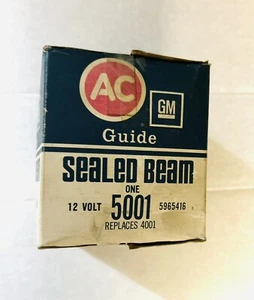 AC
GM
Guide
SEALED BEAM
ONE
12 VOLT 5001 5965416
REPLACES 4001